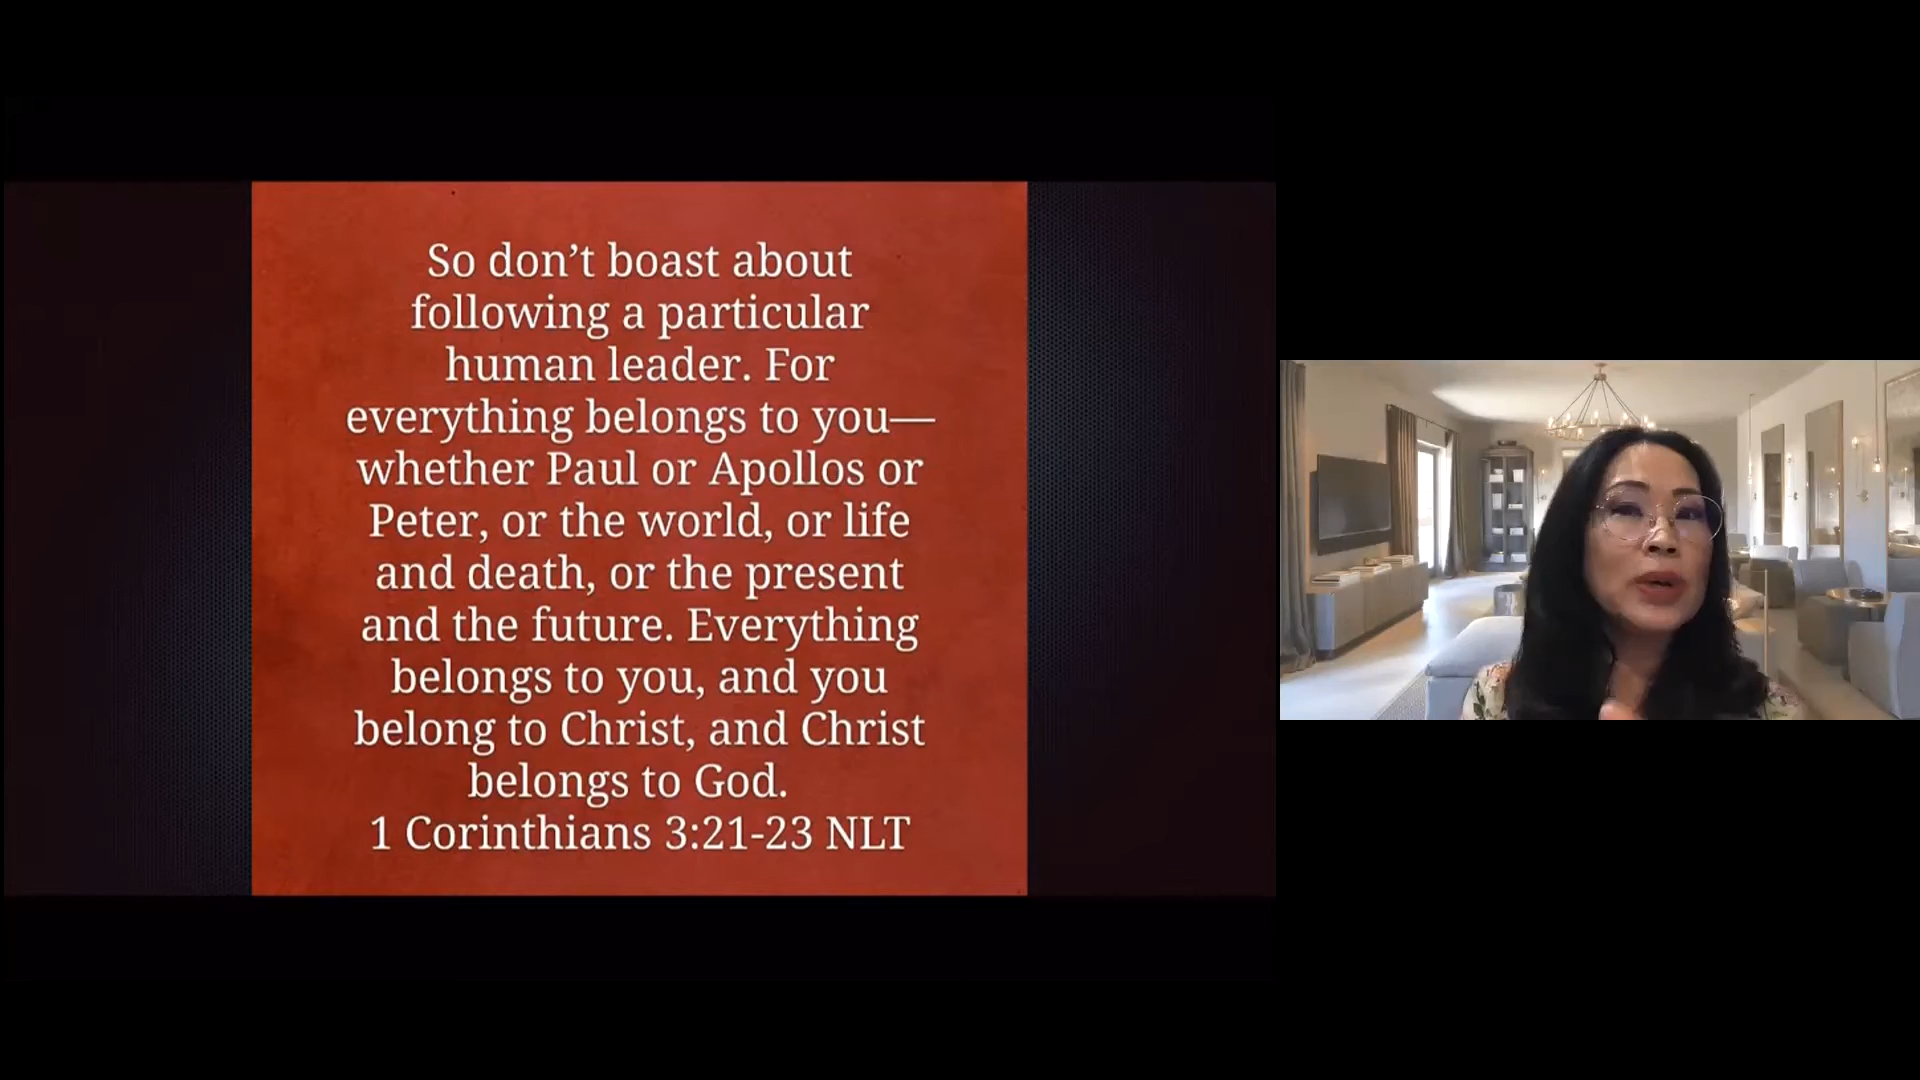 So don’t boast about
following a particular
human leader. For
everything belongs to you—
whether Paul or Apollos or
Peter, or the world, or life
and death, or the present
and the future. Everything
belongs to you, and you
belong to Christ, and Christ
belongs to God.
1 Corinthians 3:21-23 NLT